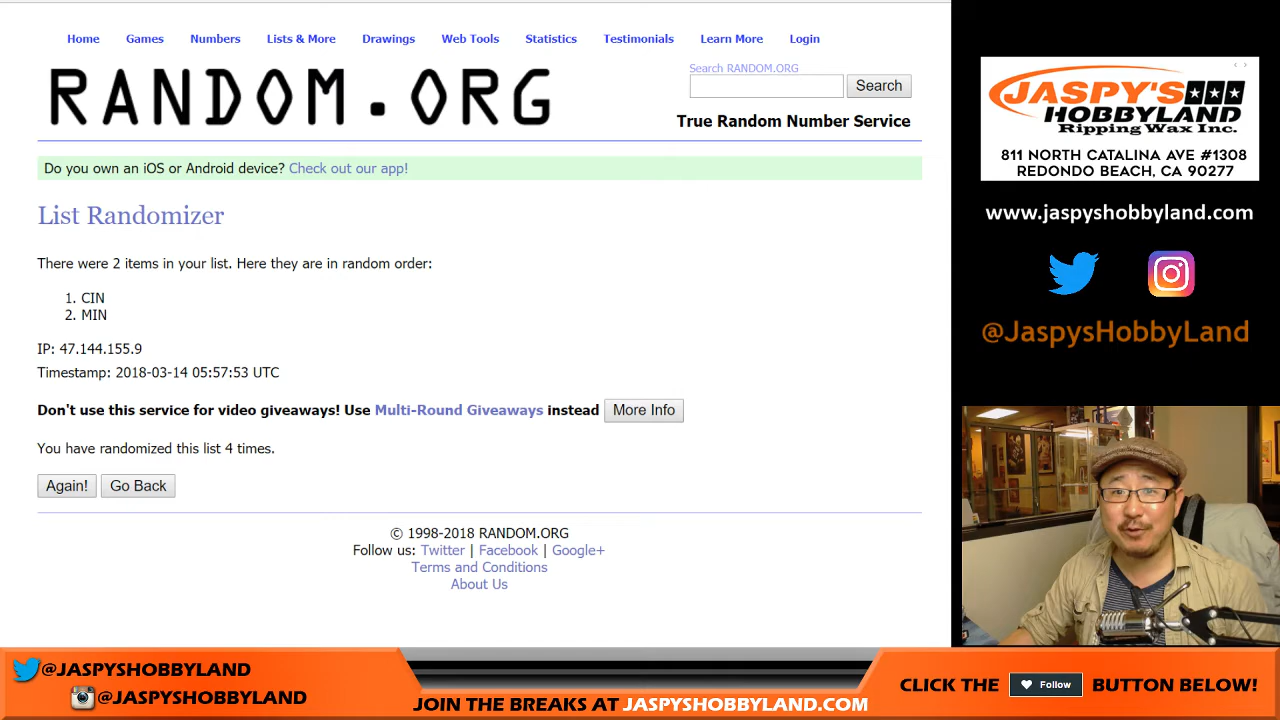 Home Games Numbers Lists & More Drawings Web Tools Statistics Testimonials Learn More Login
RANDOM.ORG
Search RANDOM.ORG
Search
True Random Number Service
Do you own an iOS or Android device? Check out our app!
List Randomizer
There were 2 items in your list. Here they are in random order:
1. CIN
2. MIN
IP: 47.144.155.9
Timestamp: 2018-03-14 05:57:53 UTC
Don't use this service for video giveaways! Use Multi-Round Giveaways instead More Info
You have randomized this list 4 times.
Again! Go Back
© 1998-2018 RANDOM.ORG
Follow us: Twitter | Facebook | Google+
Terms and Conditions
About Us
JASPY'S
HOBBYLAND
Ripping Wax Inc.
811 NORTH CATALINA AVE #1308
REDONDO BEACH, CA 90277
www.jaspyshobbyland.com
@JaspysHobbyLand
@JASPYSHOBBYLAND
@JASPYSHOBBYLAND
JOIN THE BREAKS AT JASPYSHOBBYLAND.COM
CLICK THE Follow BUTTON BELOW!